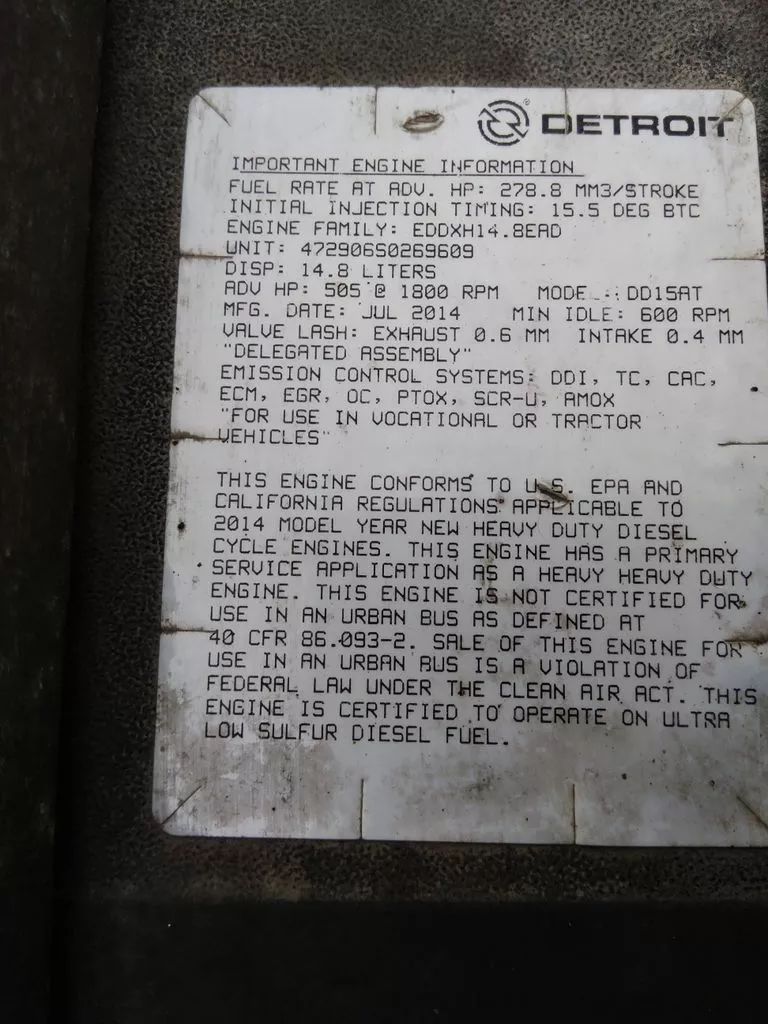 DETROIT
IMPORTANT ENGINE INFORMATION
FUEL RATE AT ADV. HP: 278.8 MM3/STROKE
INITIAL INJECTION TIMING: 15.5 DEG BTC
ENGINE FAMILY: EDDXH14.8EAD
UNIT: 472906S0269609
DISP: 14.8 LITERS
ADV HP: 505 @ 1800 RPM MODEL: DD15AT
MFG. DATE: JUL 2014 MIN IDLE: 600 RPM
VALVE LASH: EXHAUST 0.6 MM INTAKE 0.4 MM
"DELEGATED ASSEMBLY"
EMISSION CONTROL SYSTEMS: DDI, TC, CAC,
ECM, EGR, OC, PTOX, SCR-U, AMOX
"FOR USE IN VOCATIONAL OR TRACTOR
VEHICLES"
THIS ENGINE CONFORMS TO U.S. EPA AND
CALIFORNIA REGULATIONS APPLICABLE TO
2014 MODEL YEAR NEW HEAVY DUTY DIESEL
CYCLE ENGINES. THIS ENGINE HAS A PRIMARY
SERVICE APPLICATION AS A HEAVY HEAVY DUTY
ENGINE. THIS ENGINE IS NOT CERTIFIED FOR
USE IN AN URBAN BUS AS DEFINED AT
40 CFR 86.093-2. SALE OF THIS ENGINE FOR
USE IN AN URBAN BUS IS A VIOLATION OF
FEDERAL LAW UNDER THE CLEAN AIR ACT. THIS
ENGINE IS CERTIFIED TO OPERATE ON ULTRA
LOW SULFUR DIESEL FUEL.